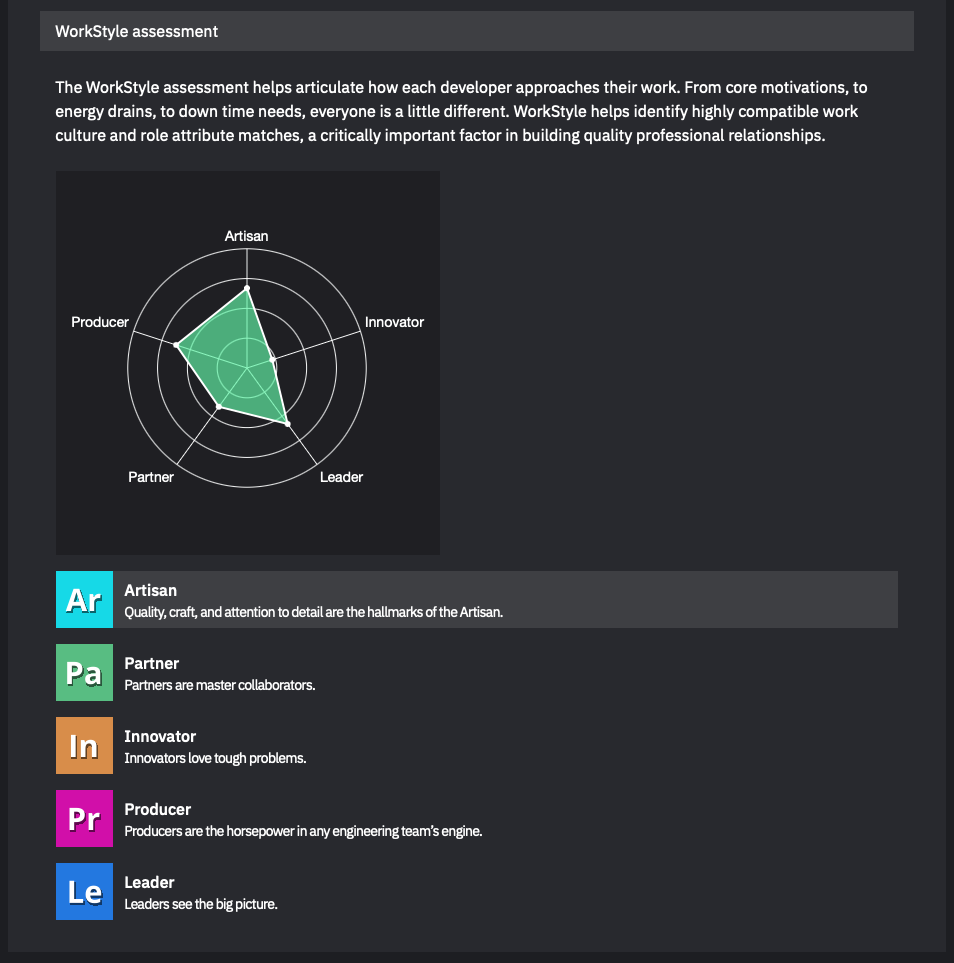 WorkStyle assessment
The WorkStyle assessment helps articulate how each developer approaches their work. From core motivations, to
energy drains, to down time needs, everyone is a little different. WorkStyle helps identify highly compatible work
culture and role attribute matches, a critically important factor in building quality professional relationships.
Artisan
Producer
Innovator
Partner
Leader
Ar
Artisan
Quality, craft, and attention to detail are the hallmarks of the Artisan.
Pa
Partner
Partners are master collaborators.
In
Innovator
Innovators love tough problems.
Pr
Producer
Producers are the horsepower in any engineering team's engine.
Le
Leader
Leaders see the big picture.